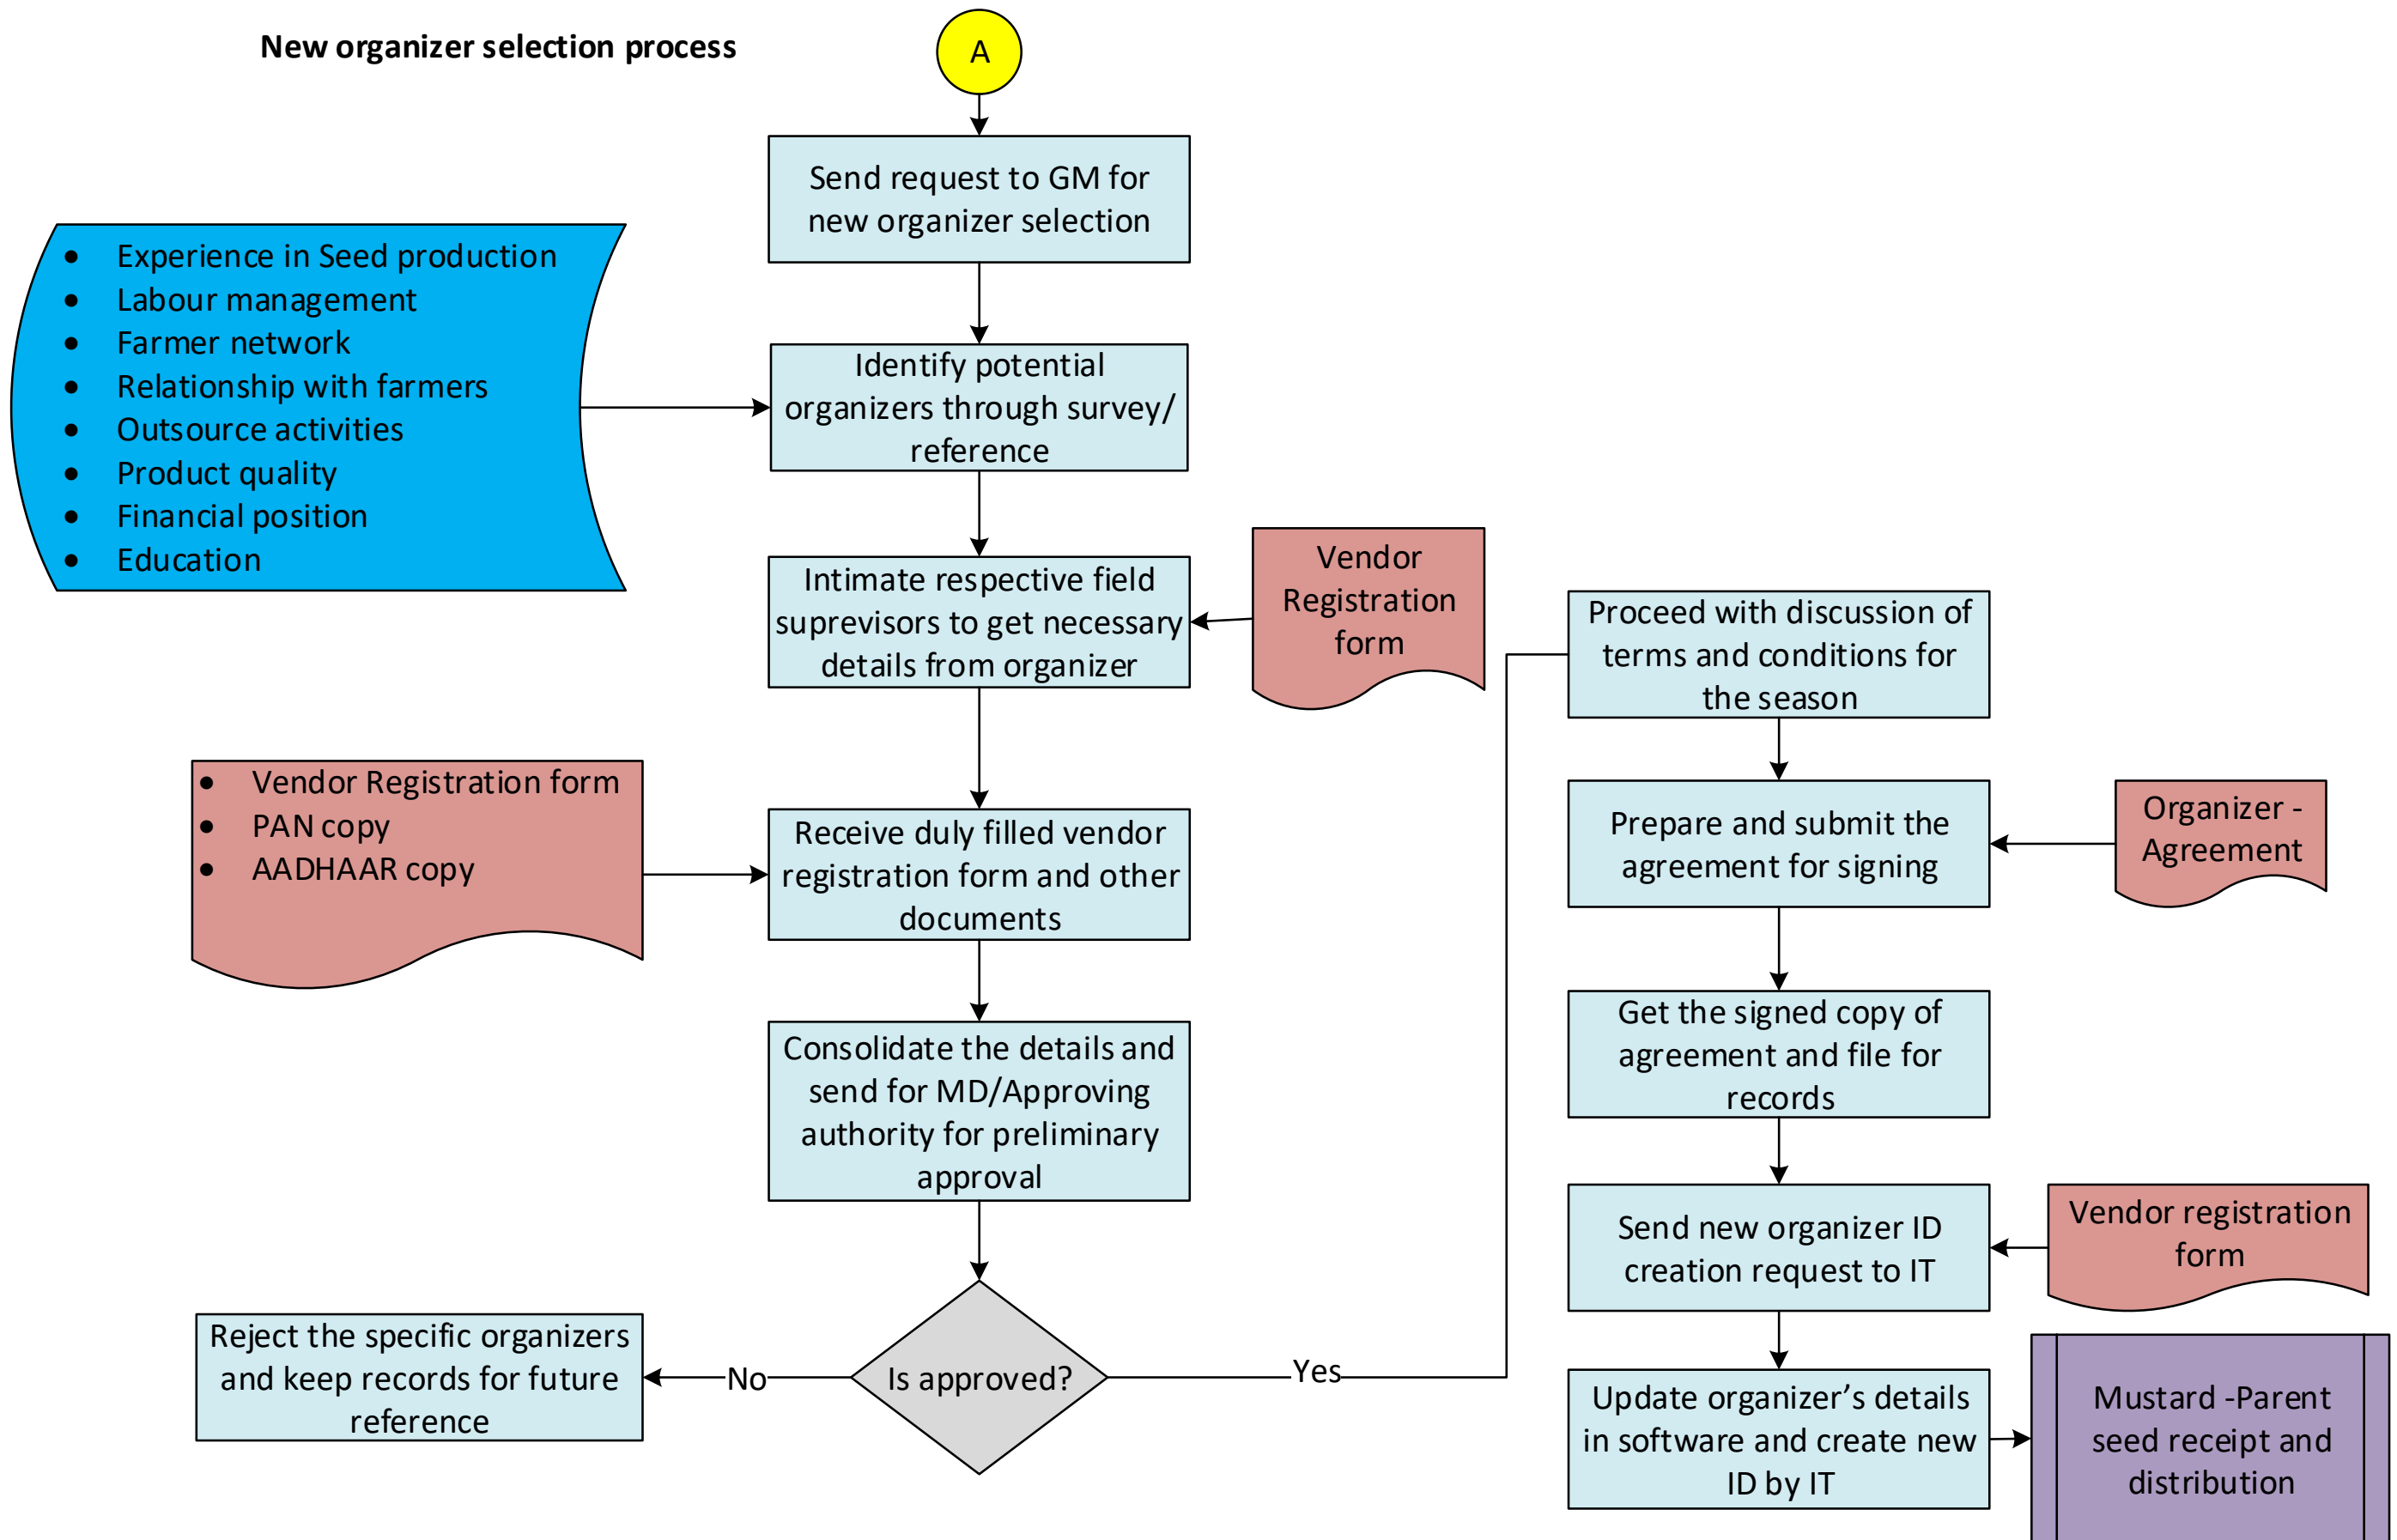 New organizer selection process
A
Send request to GM for
new organizer selection
• Experience in Seed production
• Labour management
• Farmer network
• Relationship with farmers
• Outsource activities
• Product quality
• Financial position
• Education
Identify potential
organizers through survey/
reference
Intimate respective field
suprevisors to get necessary
details from organizer
Vendor
Registration
form
• Vendor Registration form
• PAN copy
• AADHAAR copy
Receive duly filled vendor
registration form and other
documents
Consolidate the details and
send for MD/Approving
authority for preliminary
approval
Is approved?
No
Reject the specific organizers
and keep records for future
reference
Yes
Proceed with discussion of
terms and conditions for
the season
Prepare and submit the
agreement for signing
Organizer -
Agreement
Get the signed copy of
agreement and file for
records
Send new organizer ID
creation request to IT
Vendor registration
form
Update organizer’s details
in software and create new
ID by IT
Mustard -Parent
seed receipt and
distribution